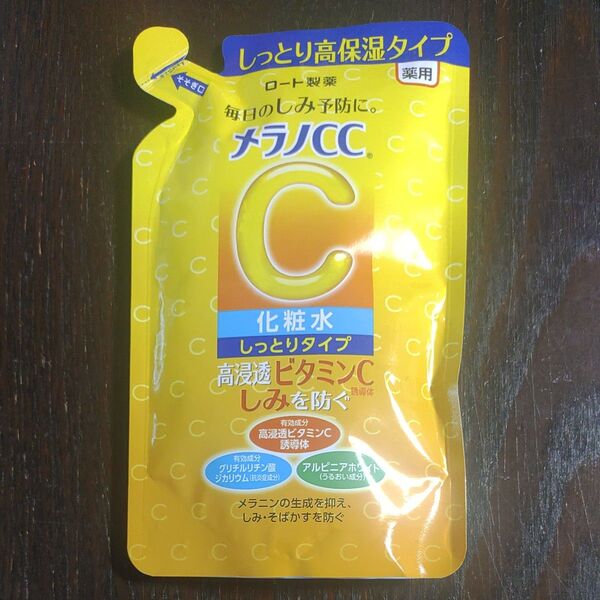 しっとり高保湿タイプ
薬用
ロート製薬
毎日のしみ予防に。
メラノCC®
C
化粧水
しっとりタイプ
高浸透ビタミンC
誘導体
しみを防ぐ
有効成分
高浸透ビタミンC
誘導体
有効成分
グリチルリチン酸
ジカリウム(抗炎症成分)
アルピニアホワイト
(うるおい成分)
メラニンの生成を抑え、
しみ・そばかすを防ぐ